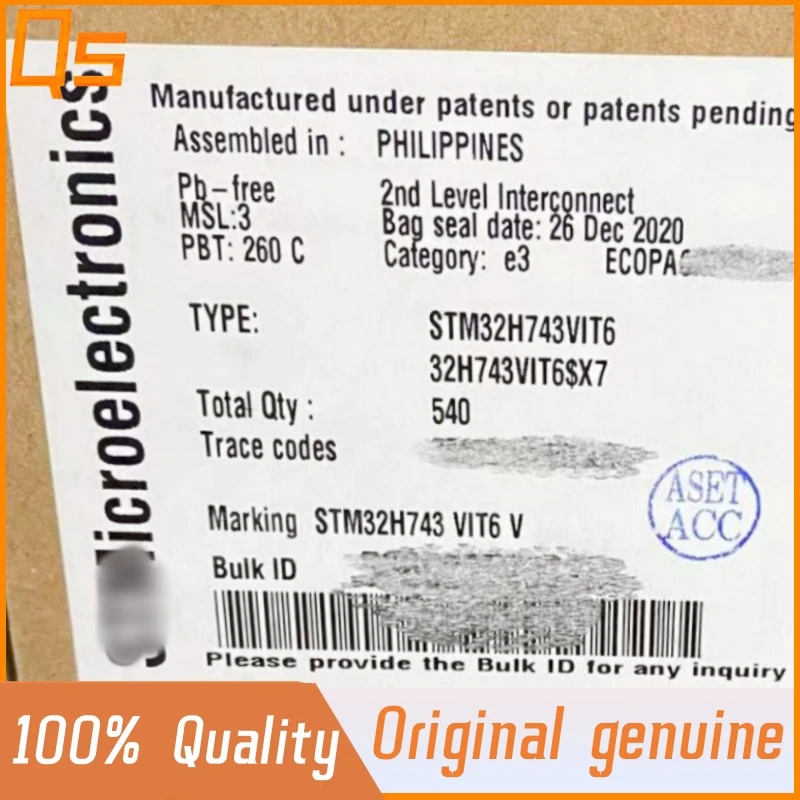 QS
Microelectronics
Manufactured under patents or patents pending
Assembled in : PHILIPPINES
Pb-free 2nd Level Interconnect
MSL:3 Bag seal date: 26 Dec 2020
PBT: 260 C Category: e3 ECOPAC
TYPE: STM32H743VIT6
32H743VIT6$X7
Total Qty : 540
Trace codes
ASET
ACC
Marking STM32H743 VIT6 V
Bulk ID
Please provide the Bulk ID for any inquiry
100% Quality Original genuine